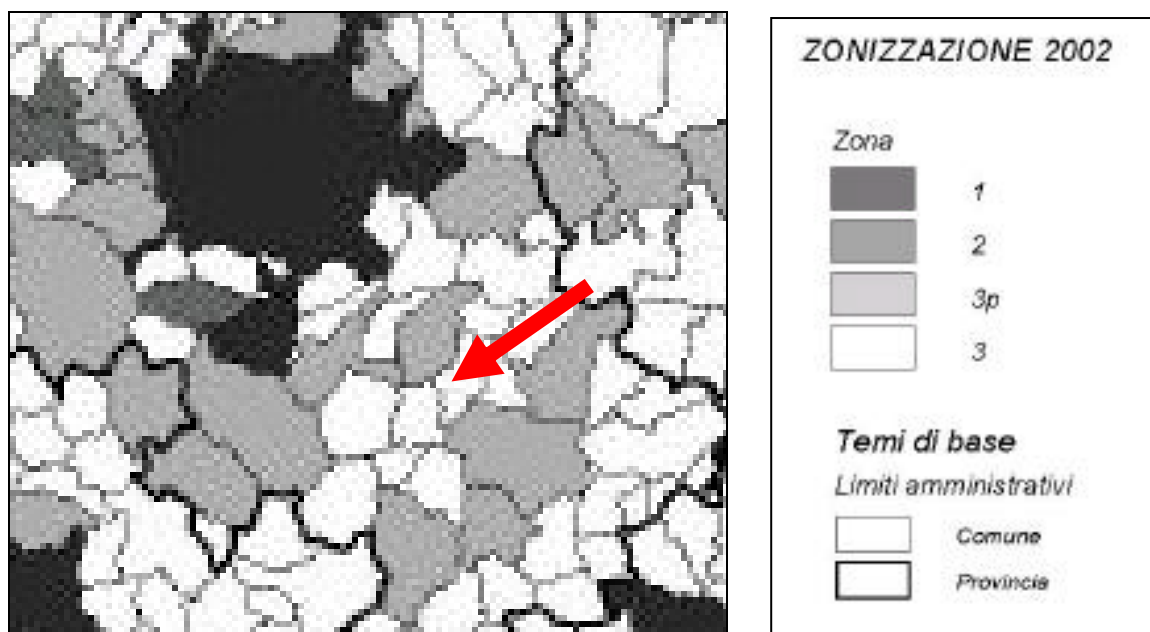 ZONIZZAZIONE 2002
Zona
1
2
3p
3
Temi di base
Limiti amministrativi
Comune
Provincia